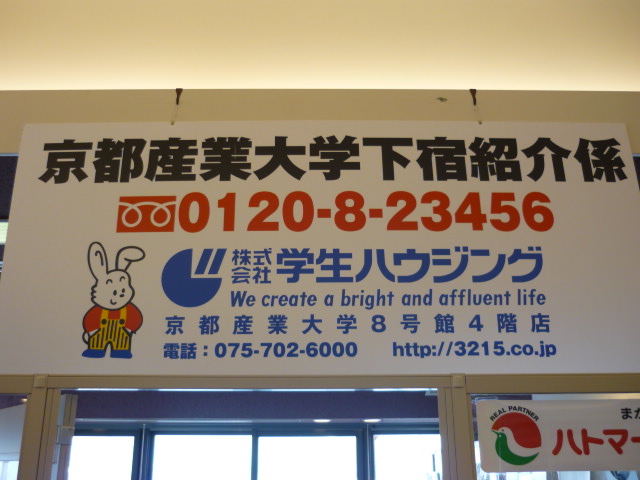 京都産業大学下宿紹介係
0120-8-23456
株式会社 学生ハウジング
We create a bright and affluent life
京都産業大学8号館4階店
電話：075-702-6000 http://3215.co.jp
REAL PARTNER
ハトマー